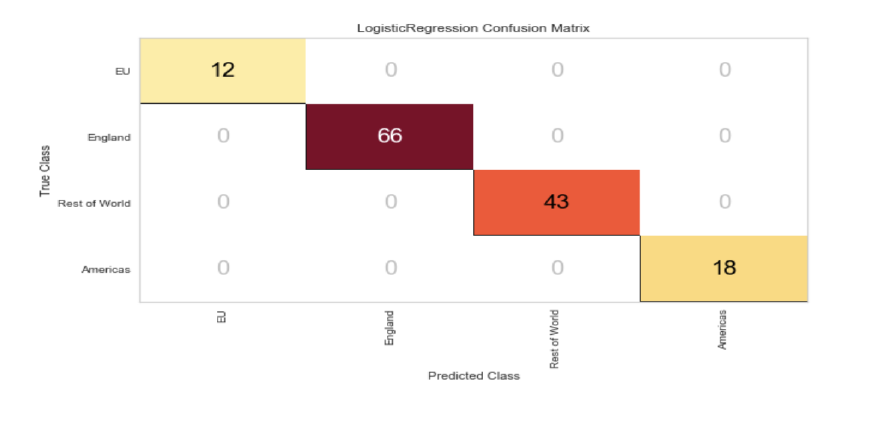 LogisticRegression Confusion Matrix
True Class
EU 12 0 0 0
England 0 66 0 0
Rest of World 0 0 43 0
Americas 0 0 0 18
EU England Rest of World Americas
Predicted Class